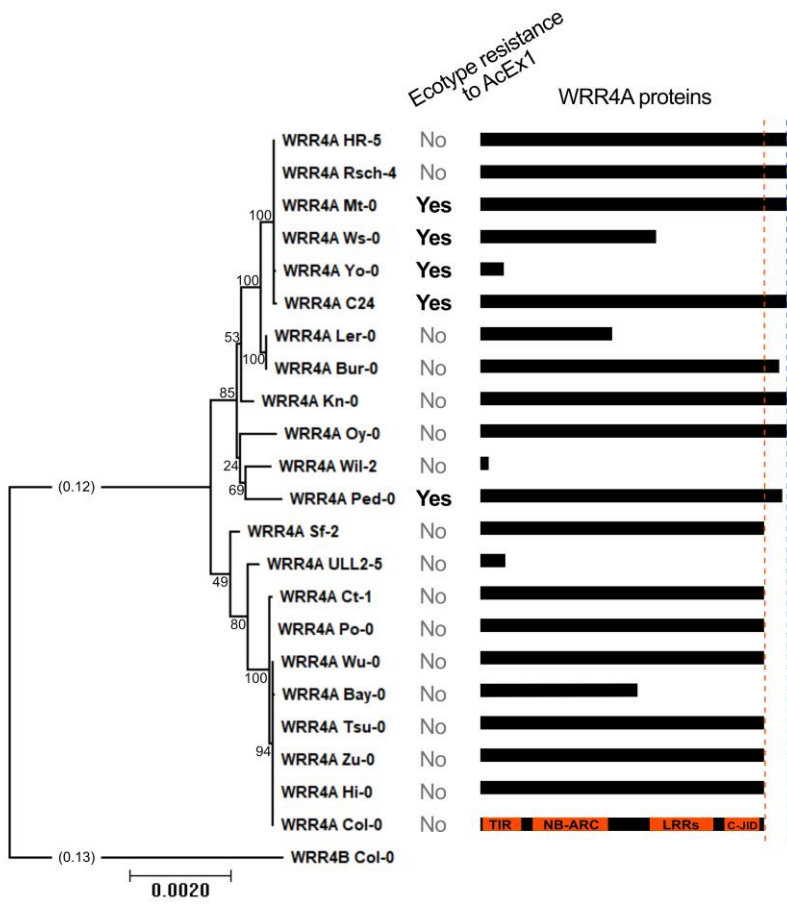 Ecotype resistance
to AcEx1
WRR4A proteins
WRR4A HR-5 No
WRR4A Rsch-4 No
WRR4A Mt-0 Yes
100
WRR4A Ws-0 Yes
WRR4A Yo-0 Yes
100
WRR4A C24 Yes
53
WRR4A Ler-0 No
100
WRR4A Bur-0 No
85
WRR4A Kn-0 No
WRR4A Oy-0 No
24
WRR4A Wil-2 No
69
(0.12)
WRR4A Ped-0 Yes
WRR4A Sf-2 No
WRR4A ULL2-5 No
49
WRR4A Ct-1 No
80
WRR4A Po-0 No
WRR4A Wu-0 No
100
WRR4A Bay-0 No
WRR4A Tsu-0 No
94
WRR4A Zu-0 No
WRR4A Hi-0 No
WRR4A Col-0 No TIR NB-ARC LRRs C-JID
(0.13)
WRR4B Col-0
0.0020